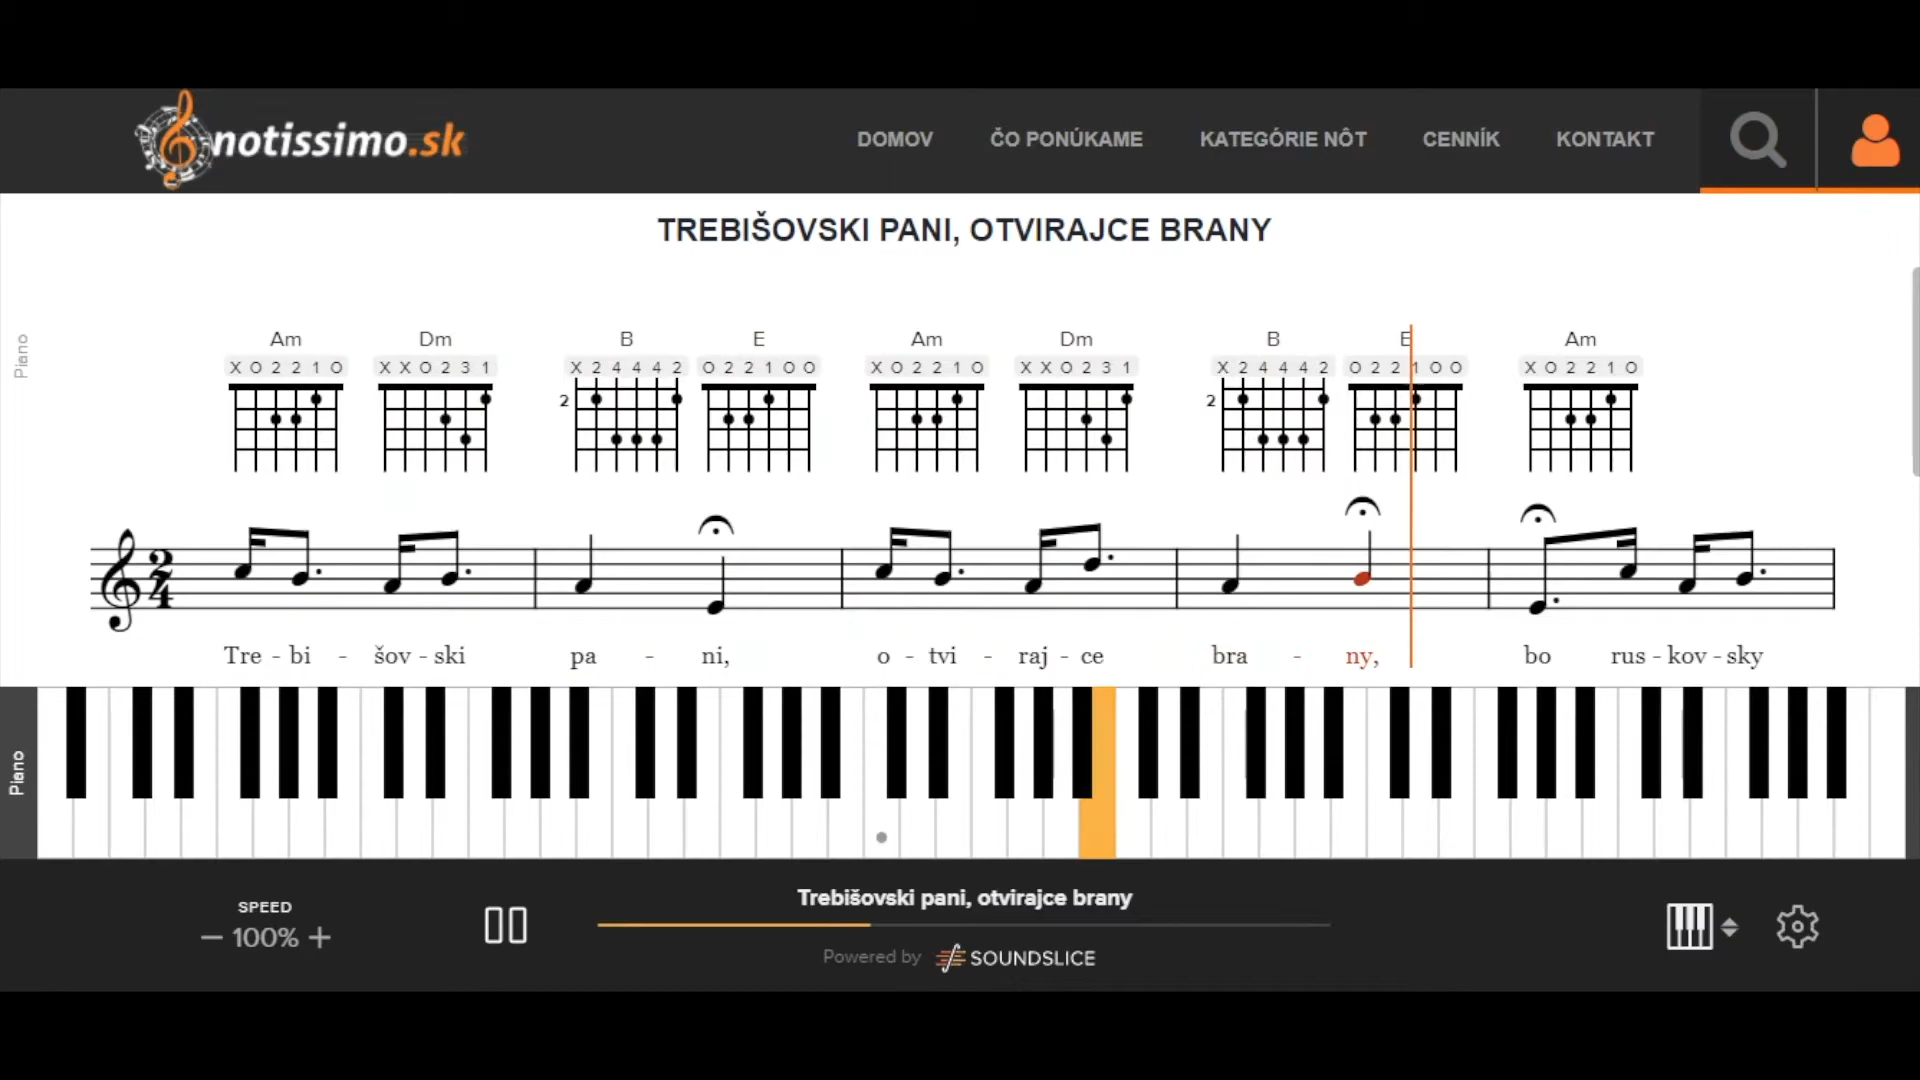 notissimo.sk DOMOV ČO PONÚKAME KATEGÓRIE NÔT CENNÍK KONTAKT
TREBIŠOVSKI PANI, OTVIRAJCE BRANY
Piano
Am Dm B E Am Dm B E Am
X O 2 2 1 O X X O 2 3 1 X 2 4 4 4 2 O 2 2 1 O O X O 2 2 1 O X X O 2 3 1 X 2 4 4 4 2 O 2 2 1 O O X O 2 2 1 O
2 2
2
4
Tre - bi - šov - ski pa - ni, o - tvi - raj - ce bra - ny, bo rus - kov - sky
Piano
Trebišovski pani, otvirajce brany
SPEED
100%
Powered by SOUNDSLICE